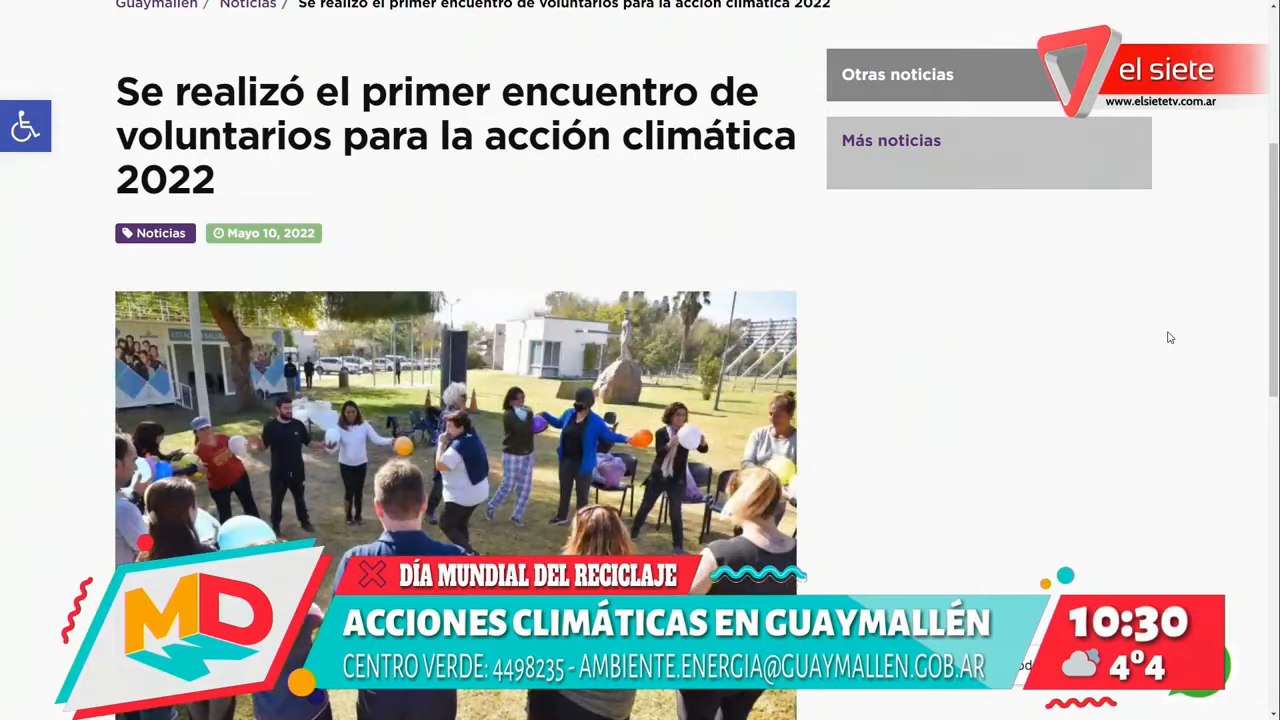 Guaymallén / Noticias / Se realizó el primer encuentro de voluntarios para la acción climática 2022
Se realizó el primer encuentro de
voluntarios para la acción climática
2022
Noticias Mayo 10, 2022
Otras noticias
Más noticias
el siete
www.elsietetv.com.ar
MD
DÍA MUNDIAL DEL RECICLAJE
ACCIONES CLIMÁTICAS EN GUAYMALLÉN
CENTRO VERDE: 4498235 - AMBIENTE.ENERGIA@GUAYMALLEN.GOB.AR
10:30
4º4